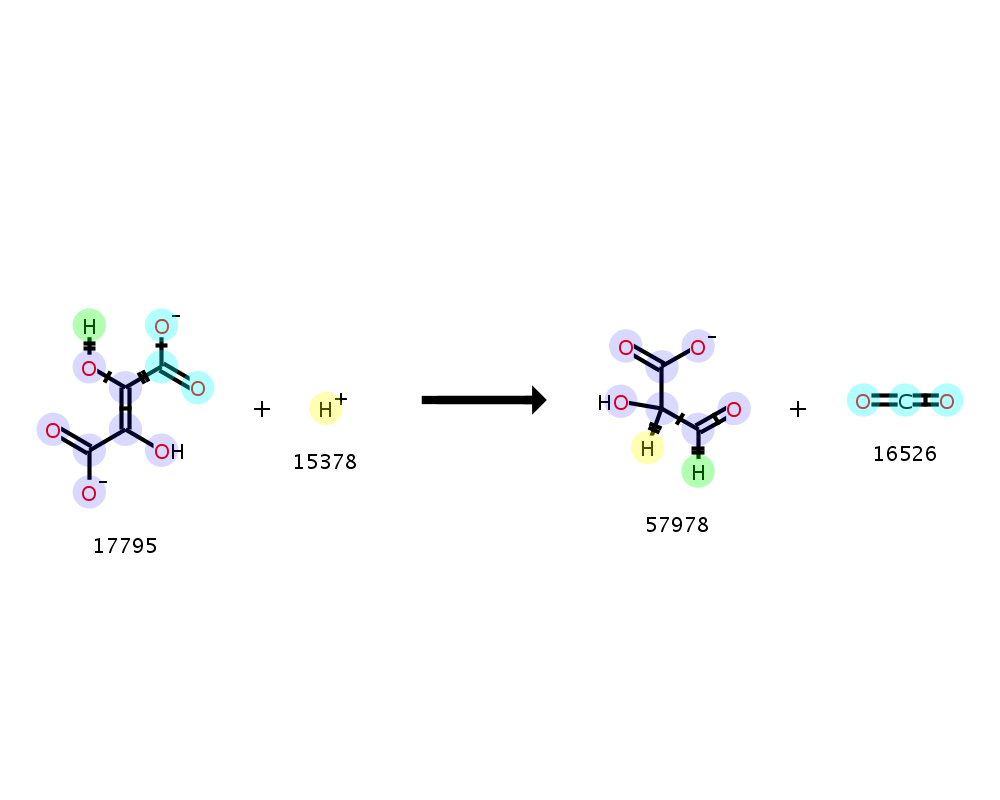 H O⁻
O O
O + H⁺
OH
O⁻
17795
15378
O O⁻
HO O
H
H
57978
+
O C O
16526